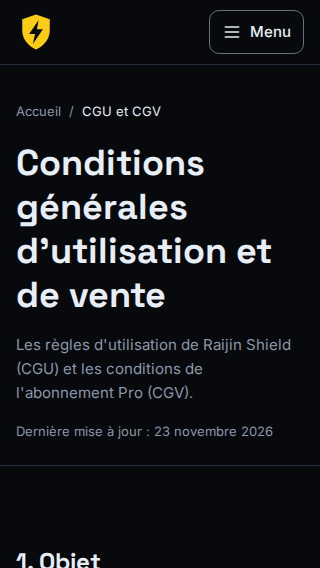 Menu
Accueil / CGU et CGV
Conditions
générales
d'utilisation et
de vente
Les règles d'utilisation de Raijin Shield
(CGU) et les conditions de
l'abonnement Pro (CGV).
Dernière mise à jour : 23 novembre 2026
1. Objet